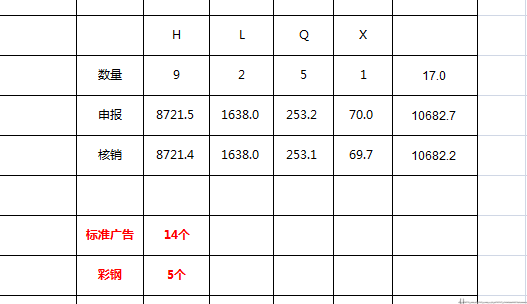 H L Q X
数量 9 2 5 1 17.0
申报 8721.5 1638.0 253.2 70.0 10682.7
核销 8721.4 1638.0 253.1 69.7 10682.2
标准广告 14个
彩钢 5个